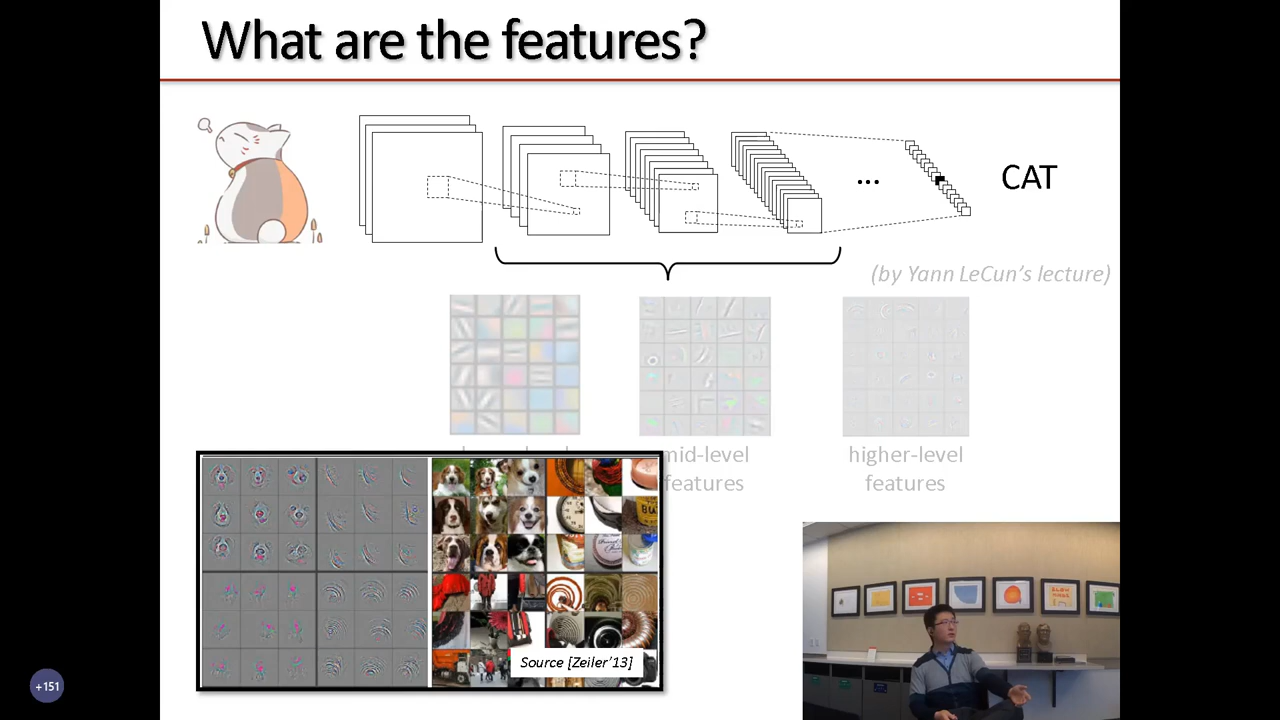 What are the features?
... CAT
(by Yann LeCun's lecture)
mid-level
features
higher-level
features
Source [Zeiler'13]
+151